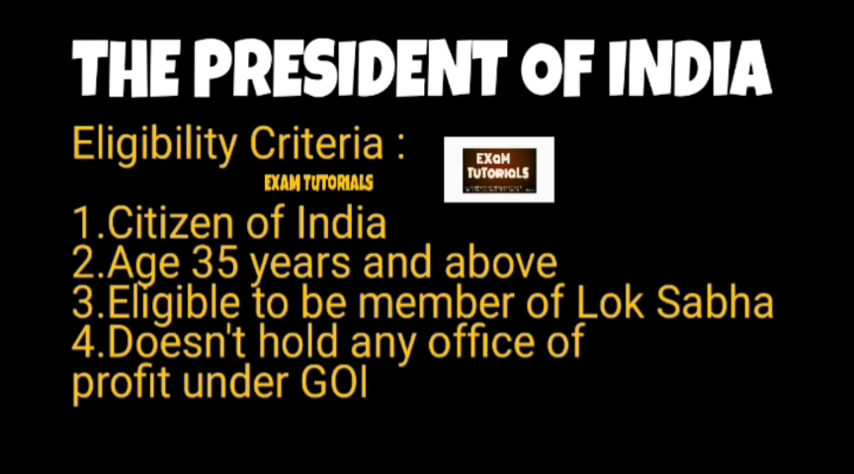 THE PRESIDENT OF INDIA
Eligibility Criteria :
EXAM TUTORIALS
EXAM
TUTORIALS
1.Citizen of India
2.Age 35 years and above
3.Eligible to be member of Lok Sabha
4.Doesn't hold any office of
profit under GOI